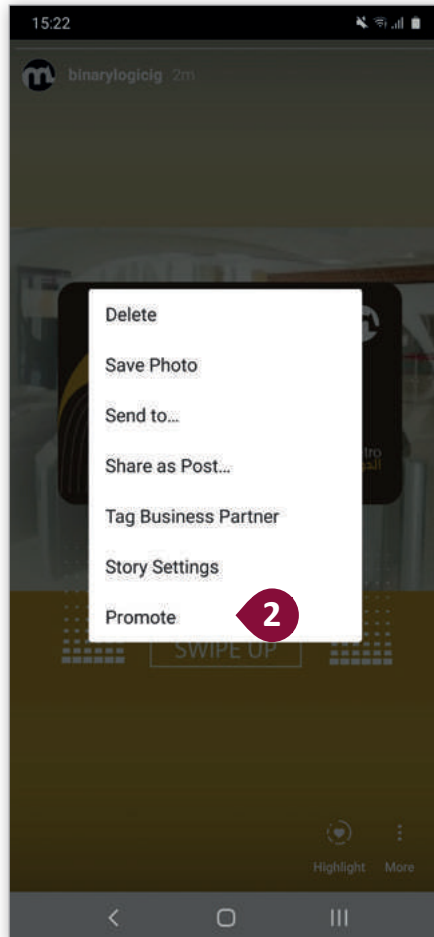 15:22
binarylogicig 2m
Delete
Save Photo
Send to...
Share as Post...
tro
Tag Business Partner
Story Settings
Promote
2
SWIPE UP
Highlight More